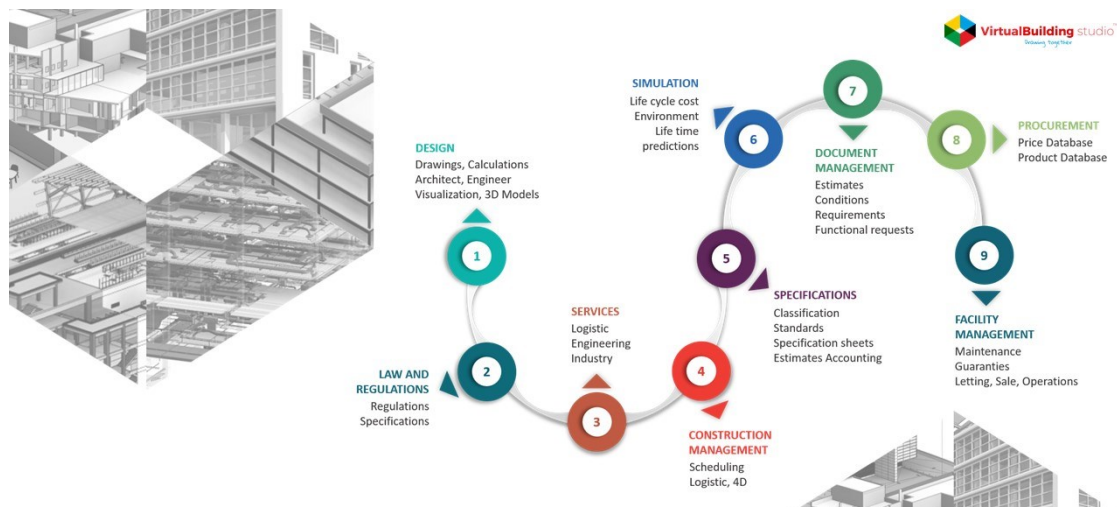 VirtualBuilding studio
Drawing Together
1
DESIGN
Drawings, Calculations
Architect, Engineer
Visualization, 3D Models
2
LAW AND
REGULATIONS
Regulations
Specifications
3
SERVICES
Logistic
Engineering
Industry
4
CONSTRUCTION
MANAGEMENT
Scheduling
Logistic, 4D
5
SPECIFICATIONS
Classification
Standards
Specification sheets
Estimates Accounting
6
SIMULATION
Life cycle cost
Environment
Life time
predictions
7
DOCUMENT
MANAGEMENT
Estimates
Conditions
Requirements
Functional requests
8
PROCUREMENT
Price Database
Product Database
9
FACILITY
MANAGEMENT
Maintenance
Guaranties
Letting, Sale, Operations